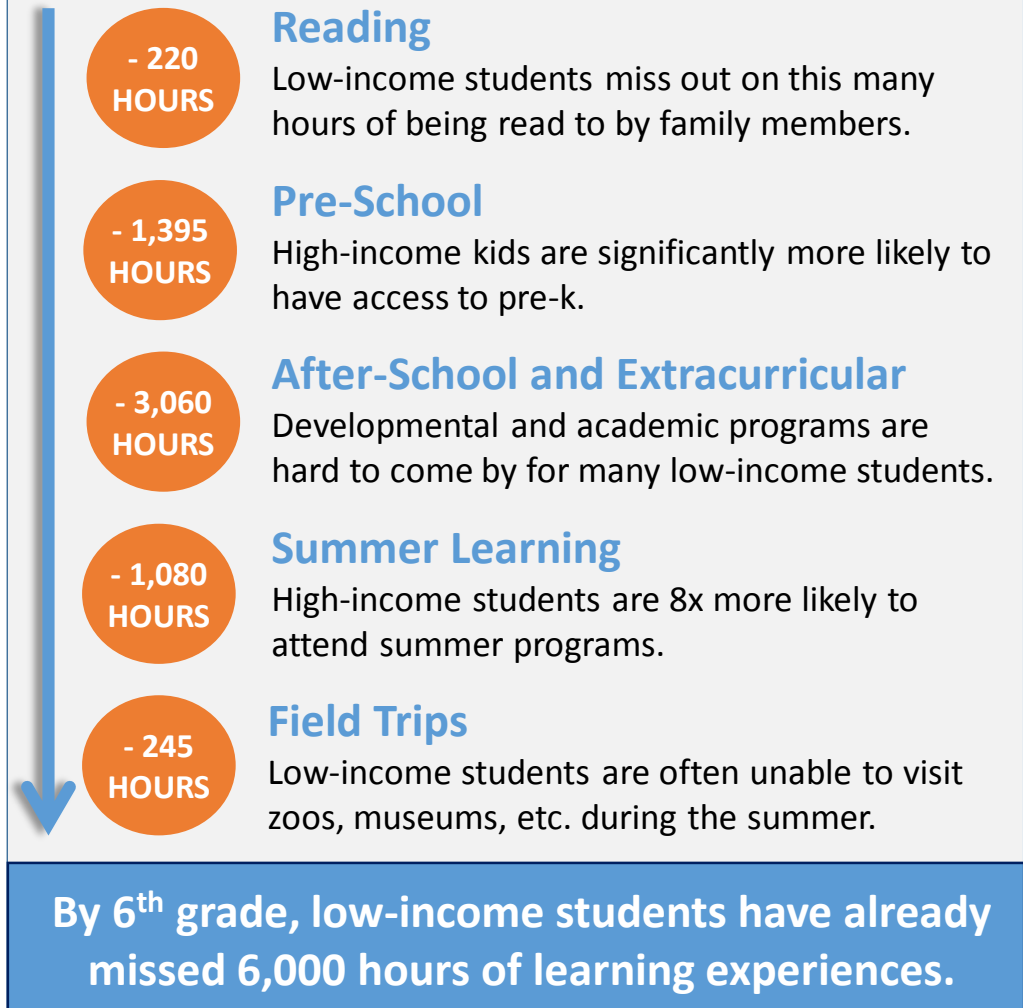 - 220
HOURS
Reading
Low-income students miss out on this many
hours of being read to by family members.
- 1,395
HOURS
Pre-School
High-income kids are significantly more likely to
have access to pre-k.
- 3,060
HOURS
After-School and Extracurricular
Developmental and academic programs are
hard to come by for many low-income students.
- 1,080
HOURS
Summer Learning
High-income students are 8x more likely to
attend summer programs.
- 245
HOURS
Field Trips
Low-income students are often unable to visit
zoos, museums, etc. during the summer.
By 6th grade, low-income students have already
missed 6,000 hours of learning experiences.